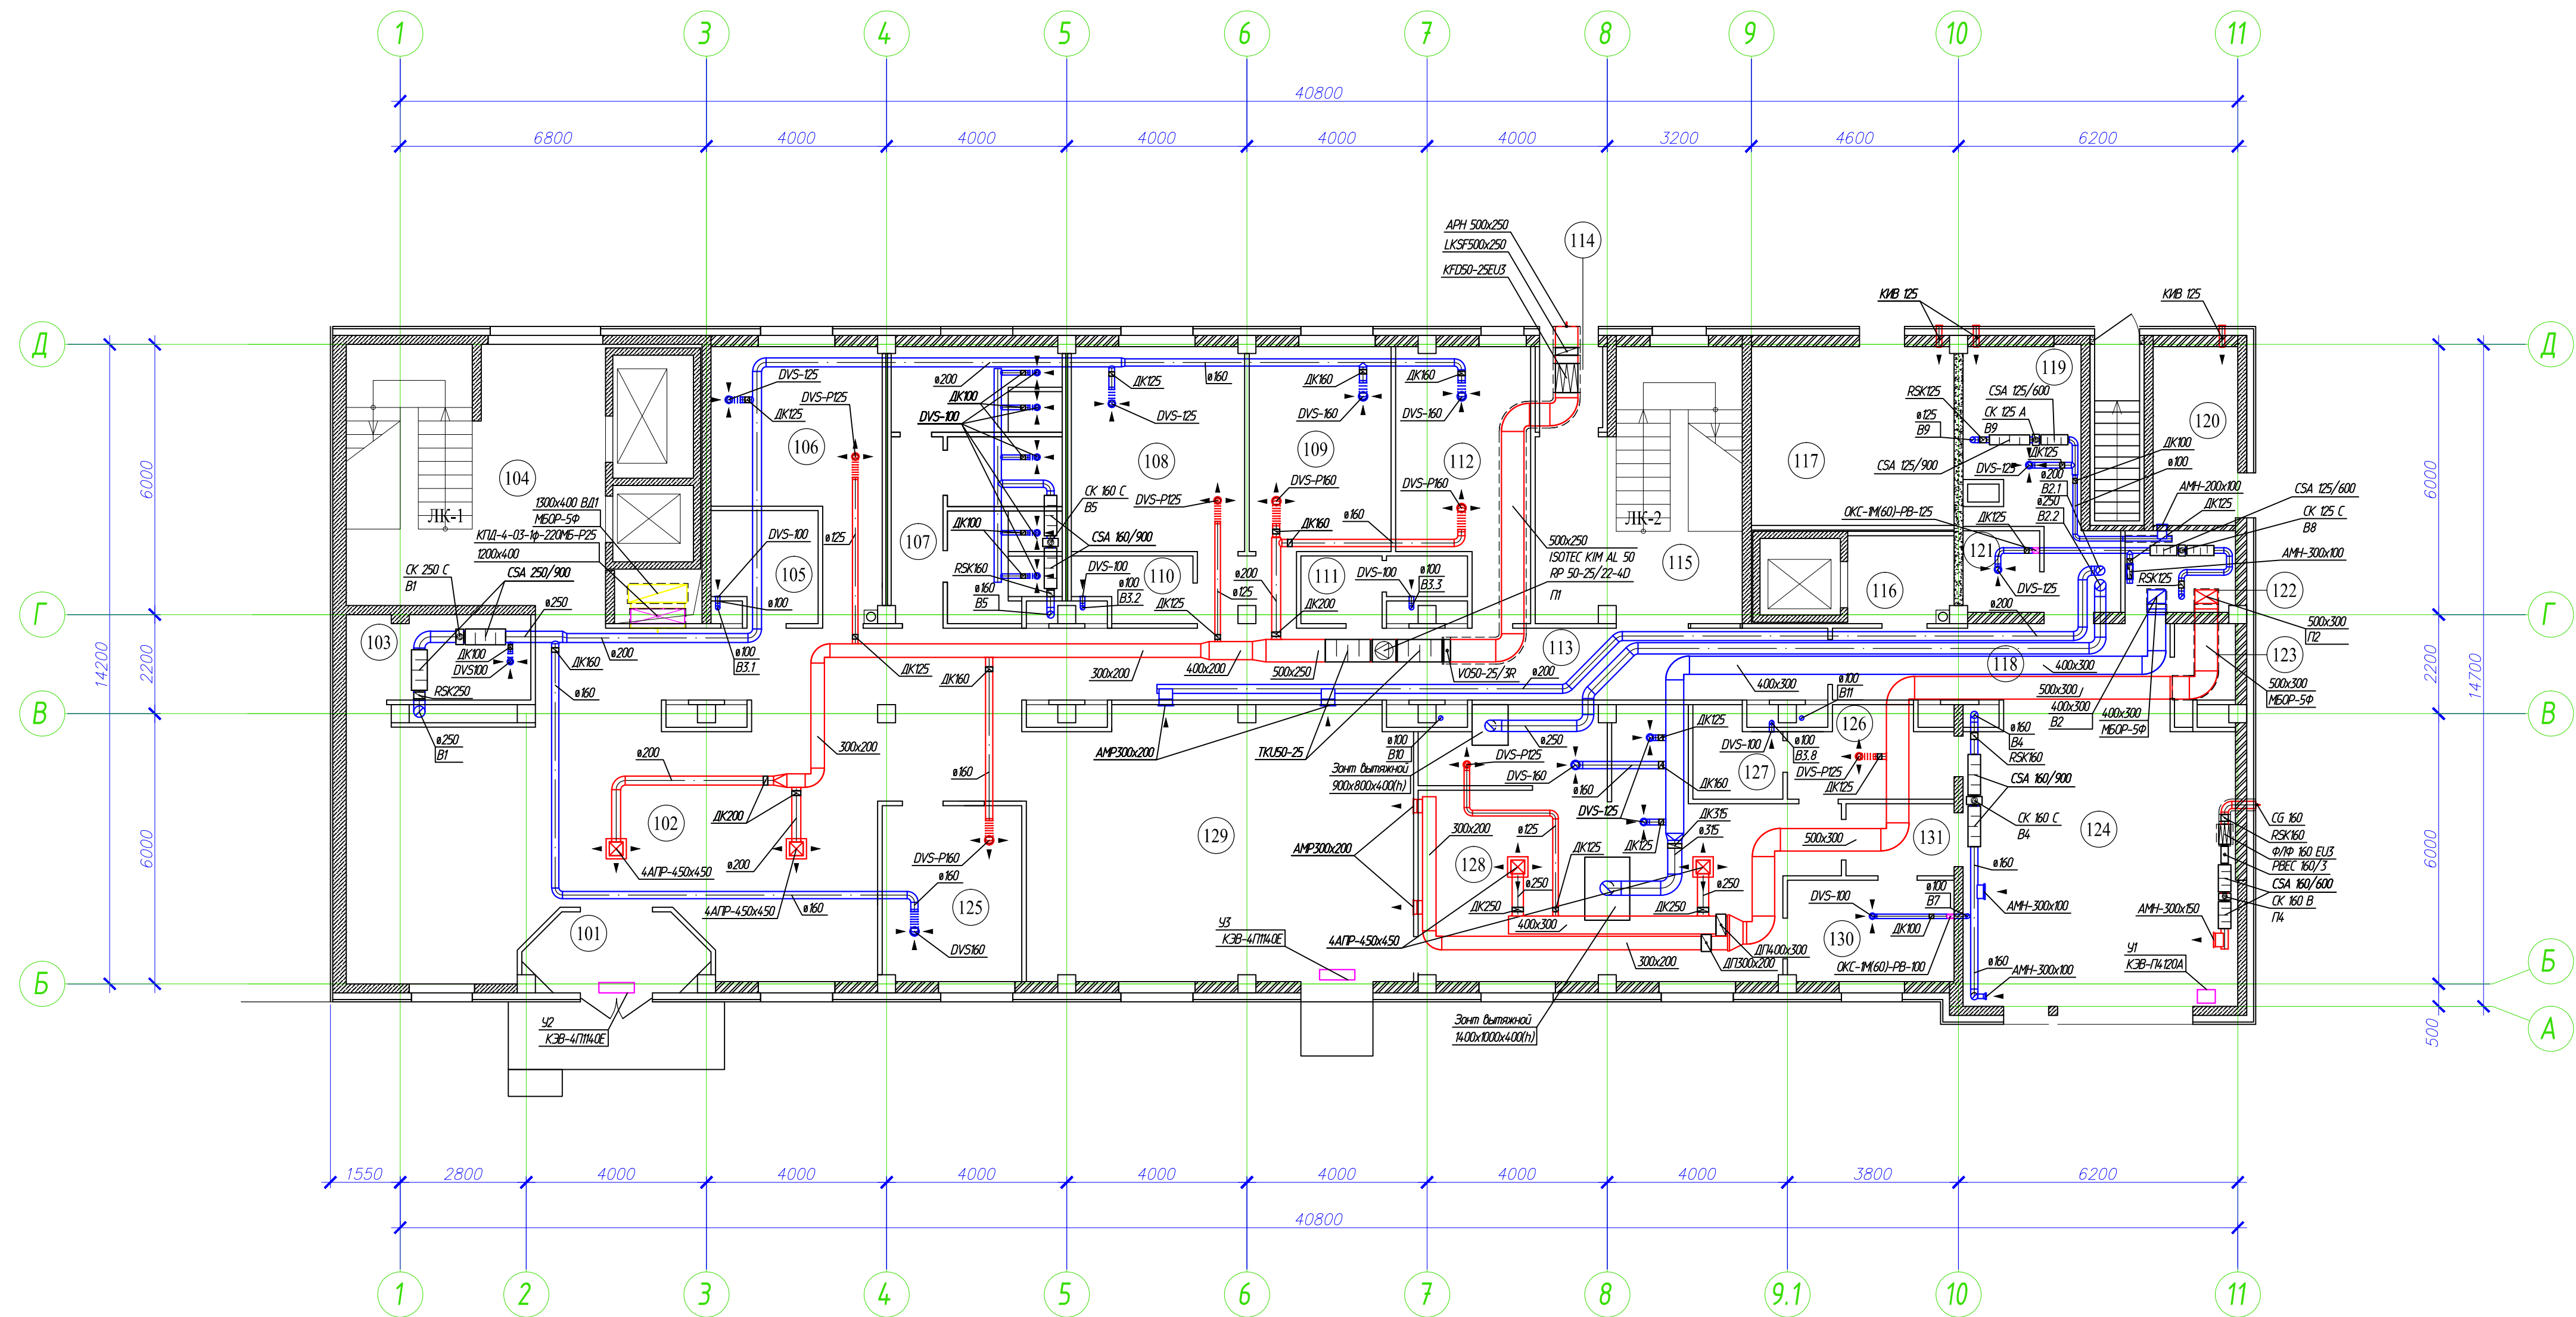 1
3
4
5
6
7
8
9
10
11
40800
6800
4000
4000
4000
4000
4000
3200
4600
6200
АРН 500х250
LKSF500х250
KFD50-25EU3
114
КИВ 125
КИВ 125
Д
Д
14200
6000
2200
6000
6000
2200
6000
500
14700
DVS-125
ДК125
DVS-P125
106
ø200
ДК100
DVS-100
ДК125
DVS-125
108
ø160
ДК160
DVS-160
109
DVS-P160
ДК160
DVS-160
112
DVS-P160
ДК160
ø160
119
RSK125
CSA 125/600
ø125
В9
СК 125 А
В9
CSA 125/900
DVS-125
ДК125
ø200
В2.1
ø250
В2.2
ДК100
ø100
120
АМН-200х100
ДК125
CSA 125/600
СК 125 С
В8
АМН-300х100
RSK125
117
ОКС-1М(60)-РВ-125
ДК125
121
DVS-125
104
ЛК-1
1300х400 ВД1
МБОР-5Ф
КПД-4-03-1ф-220МБ-Р25
1200х400
СК 250 С
В1
CSA 250/900
ø250
DVS-100
105
ø100
ø125
107
ДК100
СК 160 С
В5
CSA 160/900
RSK160
ø160
В5
DVS-P125
DVS-100
110
ø100
В3.2
ДК125
ø125
ø200
111
DVS-100
ø100
В3.3
ДК200
500х250
ISOTEC KIM AL 50
RP 50-25/22-4D
П1
ЛК-2
115
116
ø200
122
500х300
П2
123
500х300
МБОР-5Ф
Г
Г
103
ДК100
DVS100
RSK250
ø250
В1
ДК160
ø200
ø160
ø100
В3.1
ДК125
ДК160
300х200
400х200
500х250
VO50-25/3R
113
ø200
400х300
118
400х300
500х300
400х300
В2
400х300
МБОР-5Ф
В
В
ø200
300х200
102
ДК200
ø200
4АПР-450х450
4АПР-450х450
ø160
DVS-P160
ø160
ø160
125
DVS160
101
АМР300х200
TKU50-25
129
ø100
В10
Зонт вытяжной
900х800х400(h)
АМР300х200
DVS-P125
ø250
DVS-160
ø160
DVS-125
ДК125
ДК160
ДК125
ДК315
ø315
300х200
ø125
ДК125
128
ø250
ДК250
ø250
ДК250
400х300
4АПР-450х450
ДП400х300
ДП300х200
300х200
DVS-100
ø100
В3.8
127
ø100
В11
126
DVS-P125
ДК125
500х300
131
DVS-100
ø100
В7
ДК100
130
ОКС-1М(60)-РВ-100
ø160
В4
RSK160
CSA 160/900
СК 160 С
В4
124
ø160
АМН-300х100
ø160
АМН-300х100
CG 160
RSK160
ФЛФ 160 EU3
PBEC 160/3
CSA 160/600
СК 160 В
П4
АМН-300х150
У1
КЭВ-П4120А
У3
КЭВ-4П1140Е
У2
КЭВ-4П1140Е
Зонт вытяжной
1400х1000х400(h)
Б
Б
А
1550
2800
4000
4000
4000
4000
4000
4000
4000
3800
6200
40800
1
2
3
4
5
6
7
8
9.1
10
11